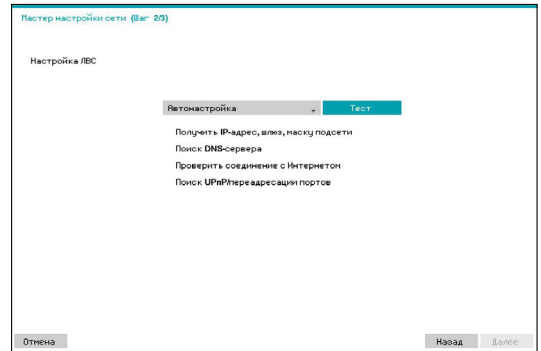 Мастер настройки сети (Шаг 2/3)
Настройка ЛВС
Автонастройка Тест
Получить IP-адрес, шлюз, маску подсети
Поиск DNS-сервера
Проверить соединение с Интернетом
Поиск UPnP/переадресации портов
Отмена Назад Далее